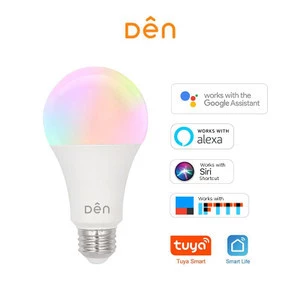 Dên
works with the
Google Assistant
WORKS WITH
alexa
Works with
Siri
Shortcut
Works with
IFTTT
Dên
tuya
Tuya Smart
Smart Life